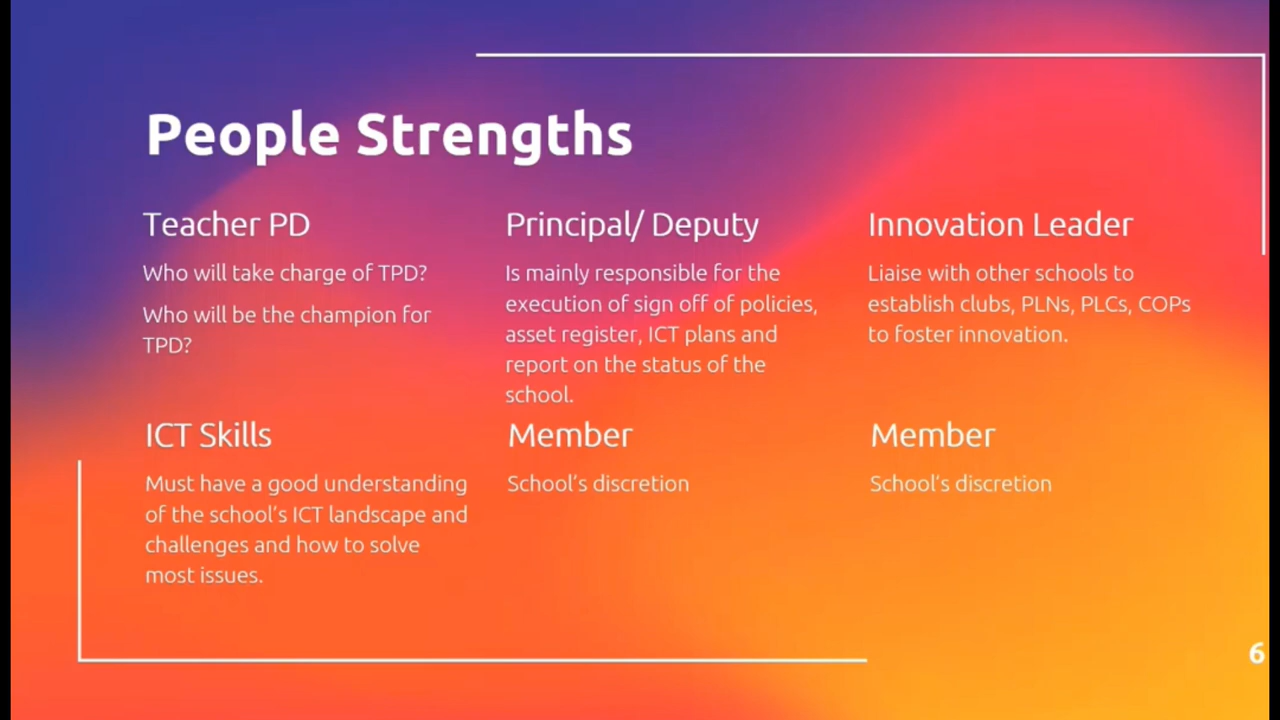 People Strengths
Teacher PD
Who will take charge of TPD?
Who will be the champion for
TPD?
Principal/ Deputy
Is mainly responsible for the
execution of sign off of policies,
asset register, ICT plans and
report on the status of the
school.
Innovation Leader
Liaise with other schools to
establish clubs, PLNs, PLCs, COPs
to foster innovation.
ICT Skills
Must have a good understanding
of the school's ICT landscape and
challenges and how to solve
most issues.
Member
School's discretion
Member
School's discretion
6